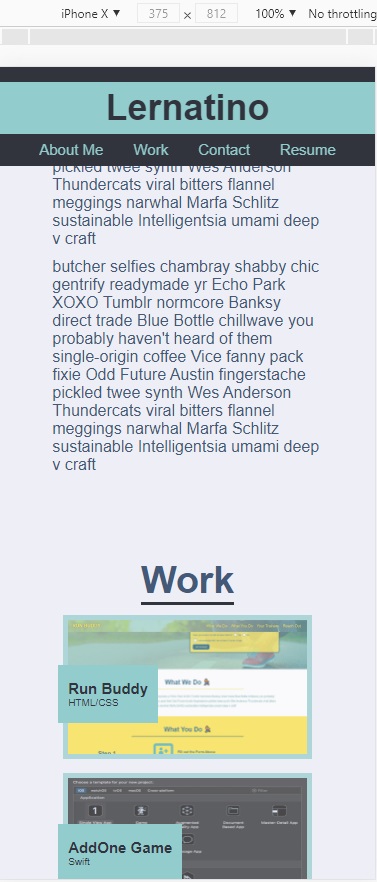 iPhone X ▼ 375 × 812 100% ▼ No throttling
Lernatino
About Me Work Contact Resume
pickled twee synth Wes Anderson
Thundercats viral bitters flannel
meggings narwhal Marfa Schlitz
sustainable Intelligentsia umami deep
v craft
butcher selfies chambray shabby chic
gentrify readymade yr Echo Park
XOXO Tumblr normcore Banksy
direct trade Blue Bottle chillwave you
probably haven't heard of them
single-origin coffee Vice fanny pack
fixie Odd Future Austin fingerstache
pickled twee synth Wes Anderson
Thundercats viral bitters flannel
meggings narwhal Marfa Schlitz
sustainable Intelligentsia umami deep
v craft
Work
What We Do
Run Buddy
HTML/CSS
What You Do
Step 1
Choose a template for your new project:
Application
Game
AddOne Game
Swift